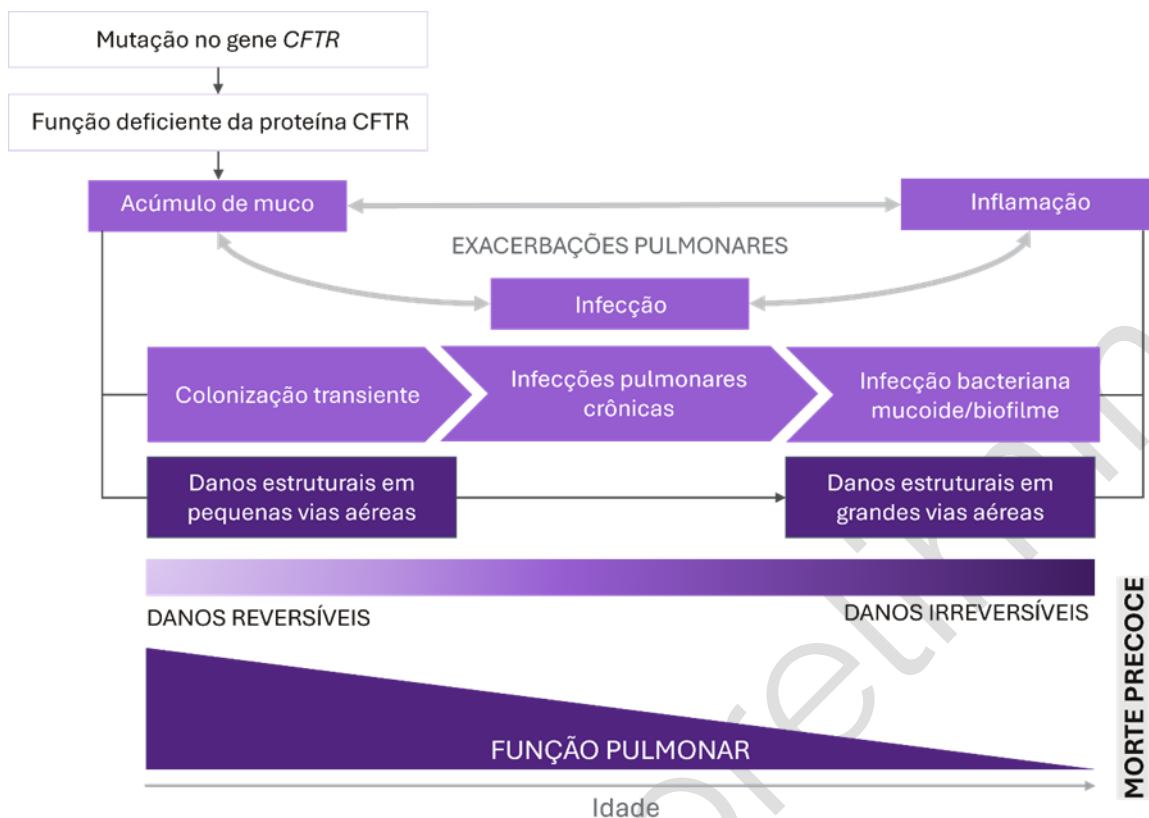 Mutação no gene CFTR
Função deficiente da proteína CFTR
Acúmulo de muco
Inflamação
EXACERBAÇÕES PULMONARES
Infecção
Colonização transiente
Infecções pulmonares
crônicas
Infecção bacteriana
mucoide/biofilme
Danos estruturais em
pequenas vias aéreas
Danos estruturais em
grandes vias aéreas
DANOS REVERSÍVEIS
DANOS IRREVERSÍVEIS
MORTE PRECOCE
FUNÇÃO PULMONAR
Idade